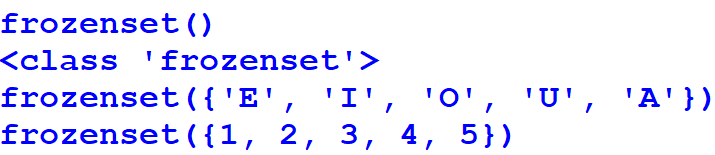 frozenset()
<class 'frozenset'>
frozenset({'E', 'I', 'O', 'U', 'A'})
frozenset({1, 2, 3, 4, 5})